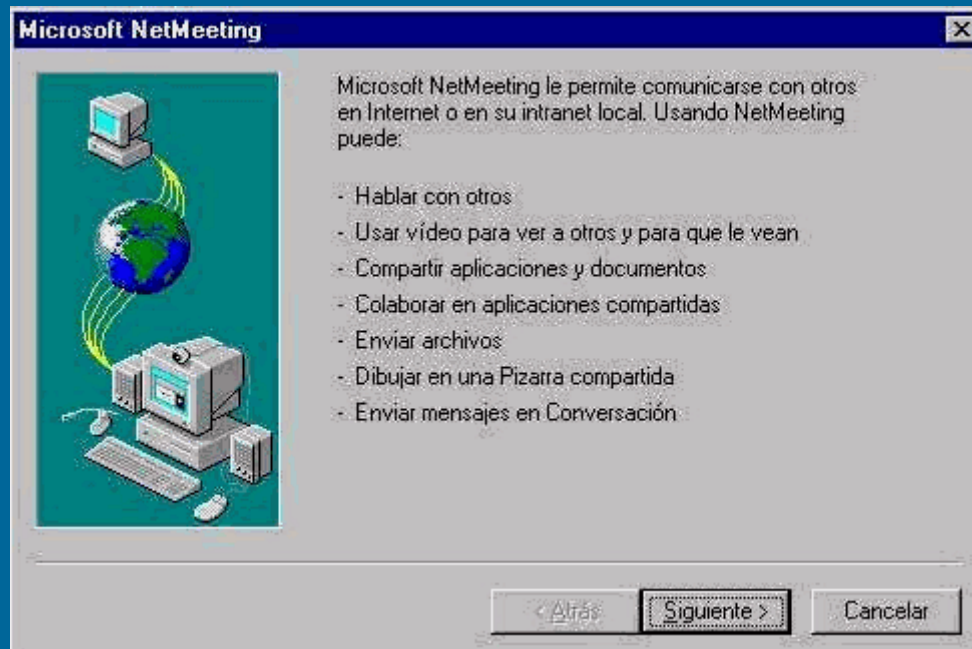 Microsoft NetMeeting
Microsoft NetMeeting le permite comunicarse con otros
en Internet o en su intranet local. Usando NetMeeting
puede:
- Hablar con otros
- Usar vídeo para ver a otros y para que le vean
- Compartir aplicaciones y documentos
- Colaborar en aplicaciones compartidas
- Enviar archivos
- Dibujar en una Pizarra compartida
- Enviar mensajes en Conversación
< Atrás Siguiente > Cancelar